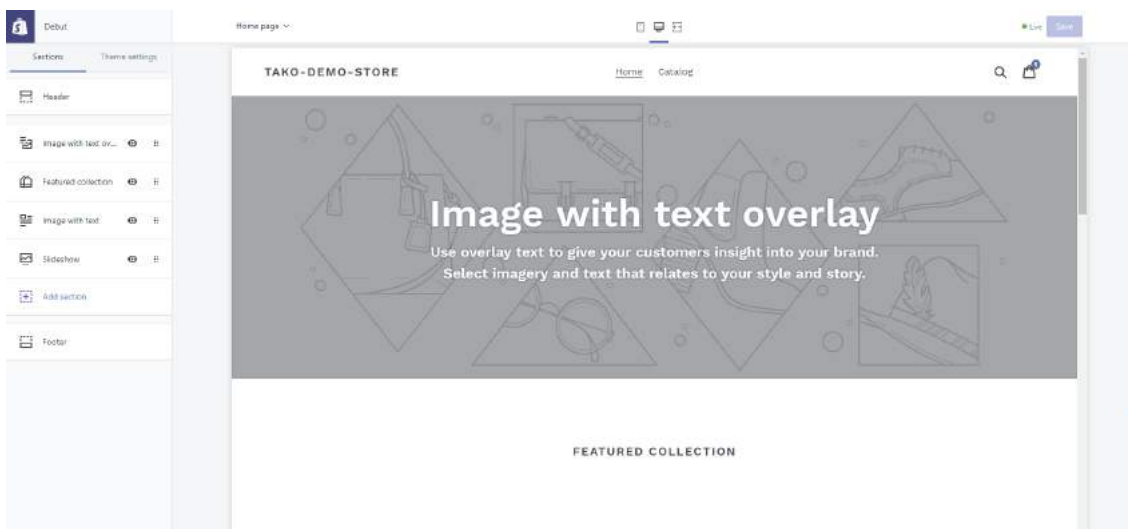 Debut
Home page
Live
Save
Sections
Theme settings
Header
Image with text ov...
Featured collection
Image with text
Slideshow
Add section
Footer
TAKO-DEMO-STORE
Home
Catalog
Image with text overlay
Use overlay text to give your customers insight into your brand.
Select imagery and text that relates to your style and story.
FEATURED COLLECTION